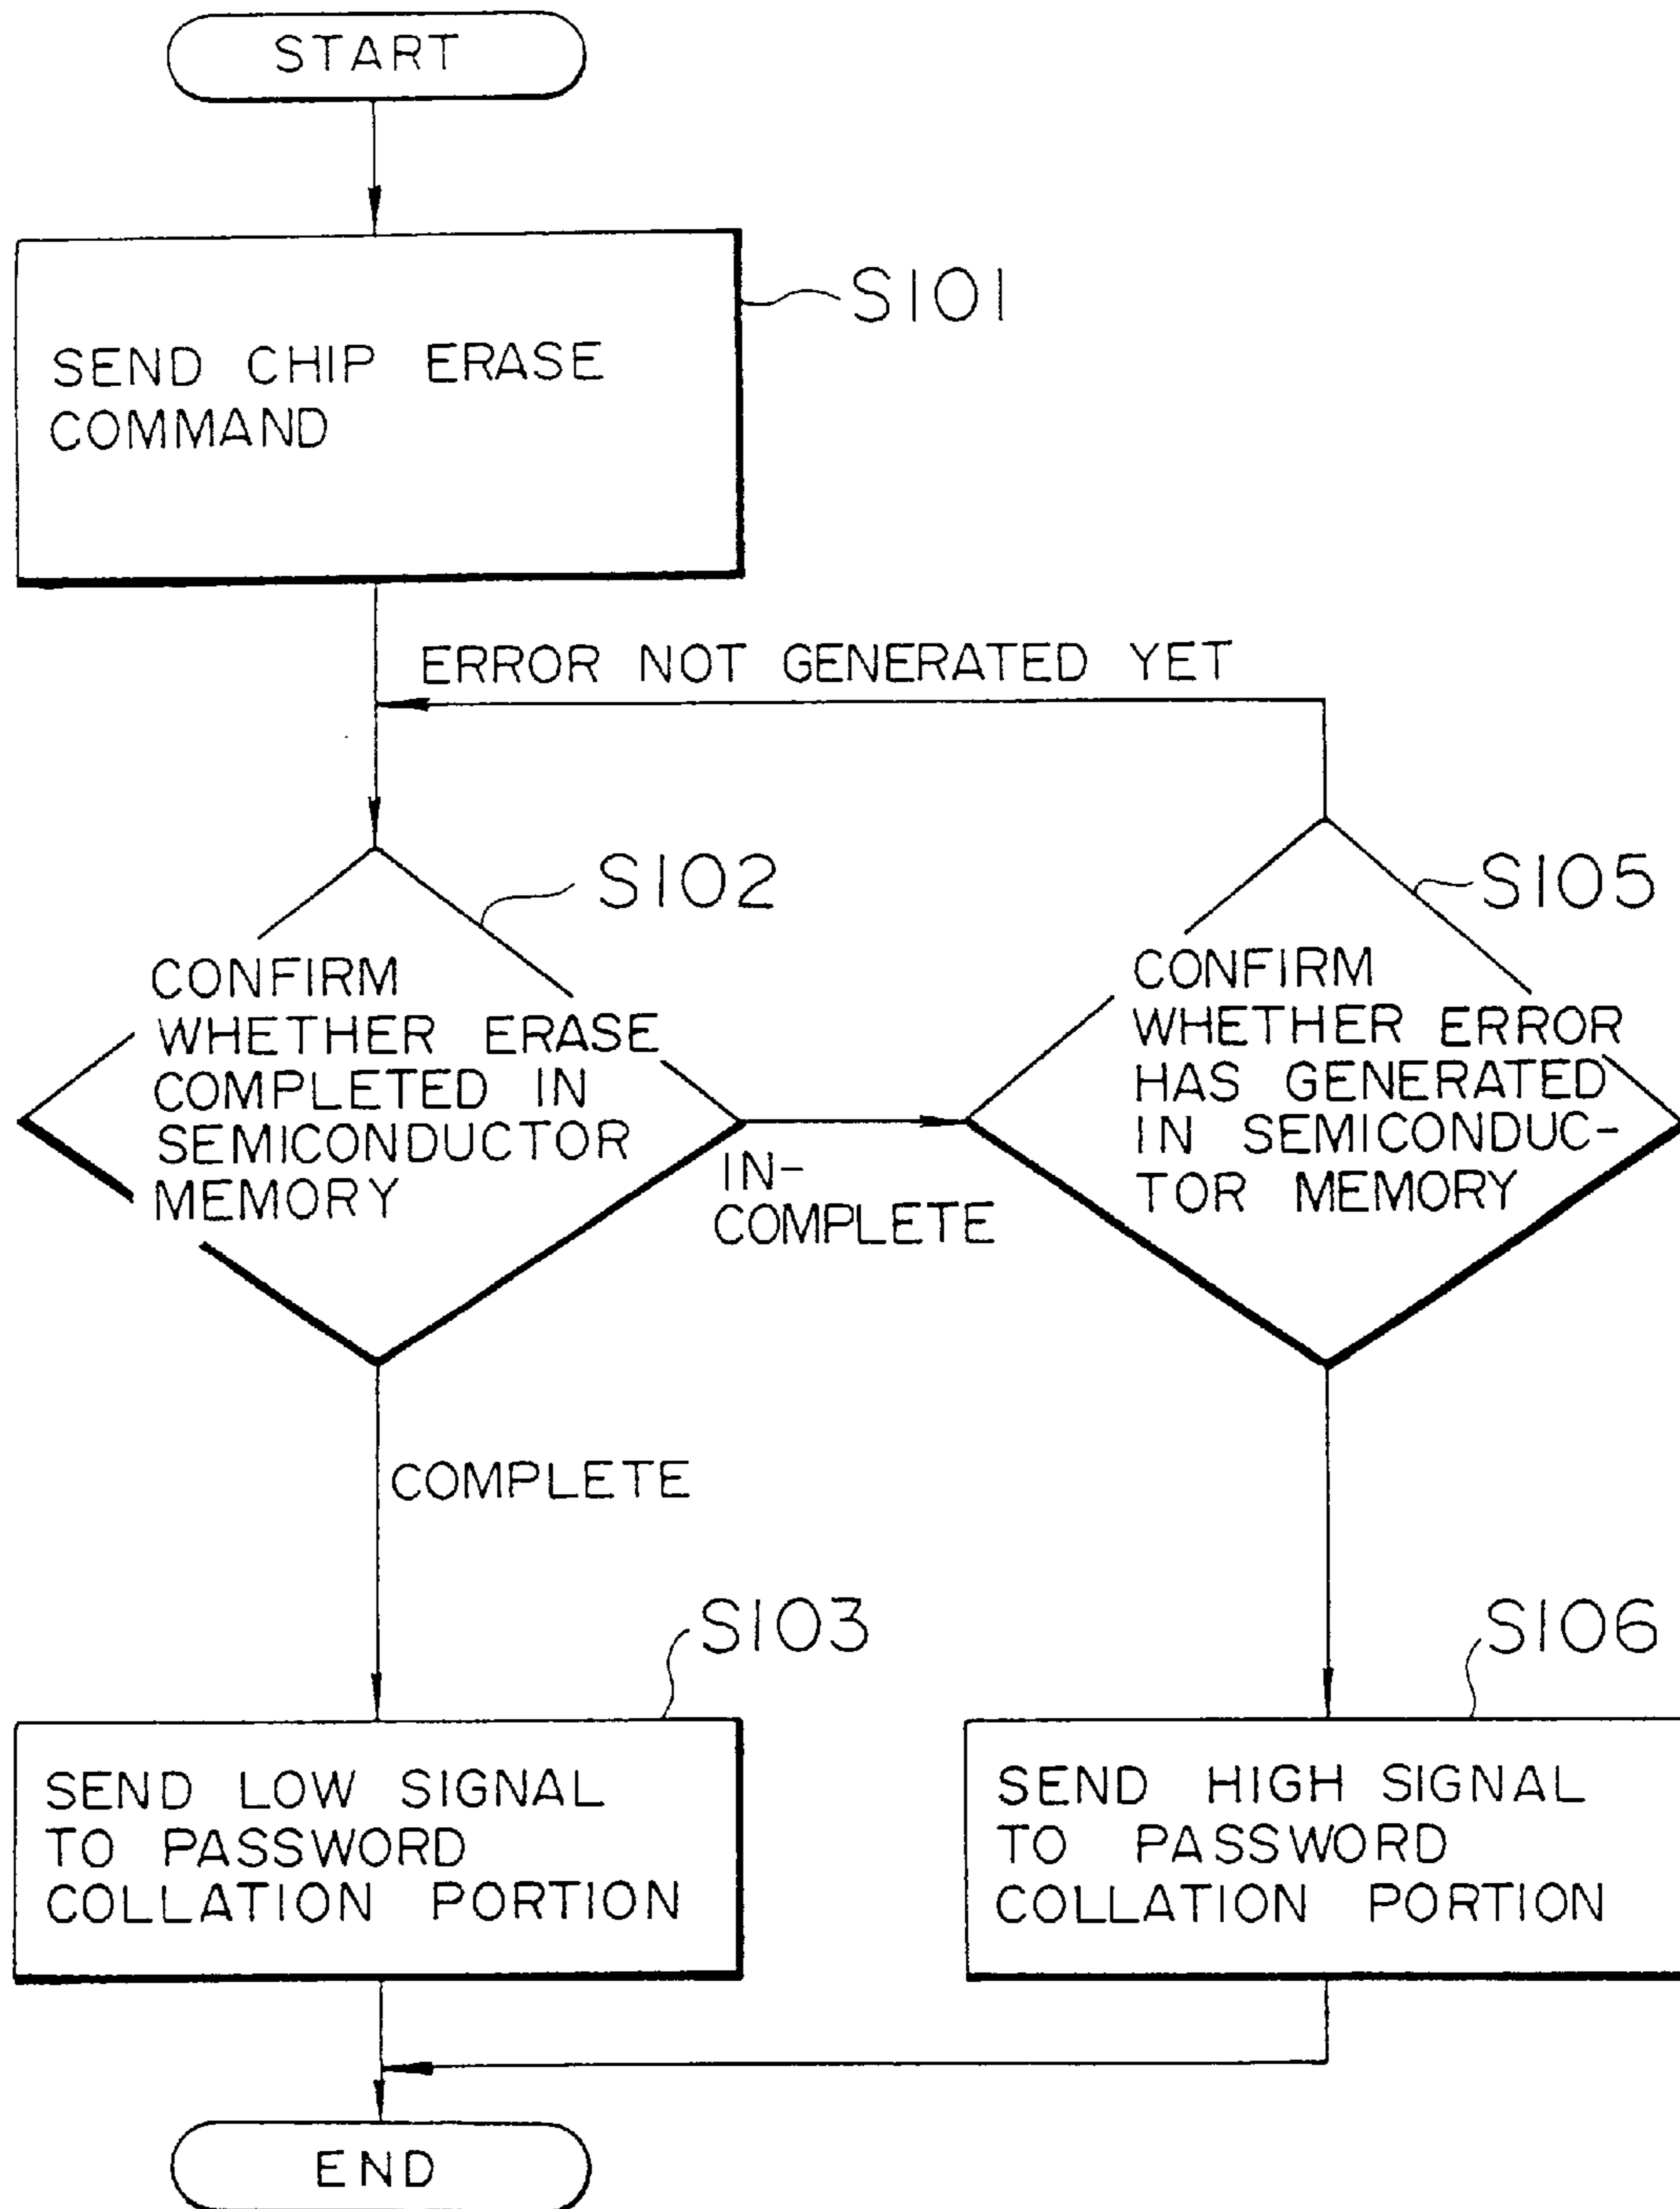 START
S101
SEND CHIP ERASE
COMMAND
ERROR NOT GENERATED YET
S102
CONFIRM
WHETHER ERASE
COMPLETED IN
SEMICONDUCTOR
MEMORY
S105
CONFIRM
WHETHER ERROR
HAS GENERATED
IN SEMICONDUC-
TOR MEMORY
IN-
COMPLETE
COMPLETE
S103
SEND LOW SIGNAL
TO PASSWORD
COLLATION PORTION
S106
SEND HIGH SIGNAL
TO PASSWORD
COLLATION PORTION
END